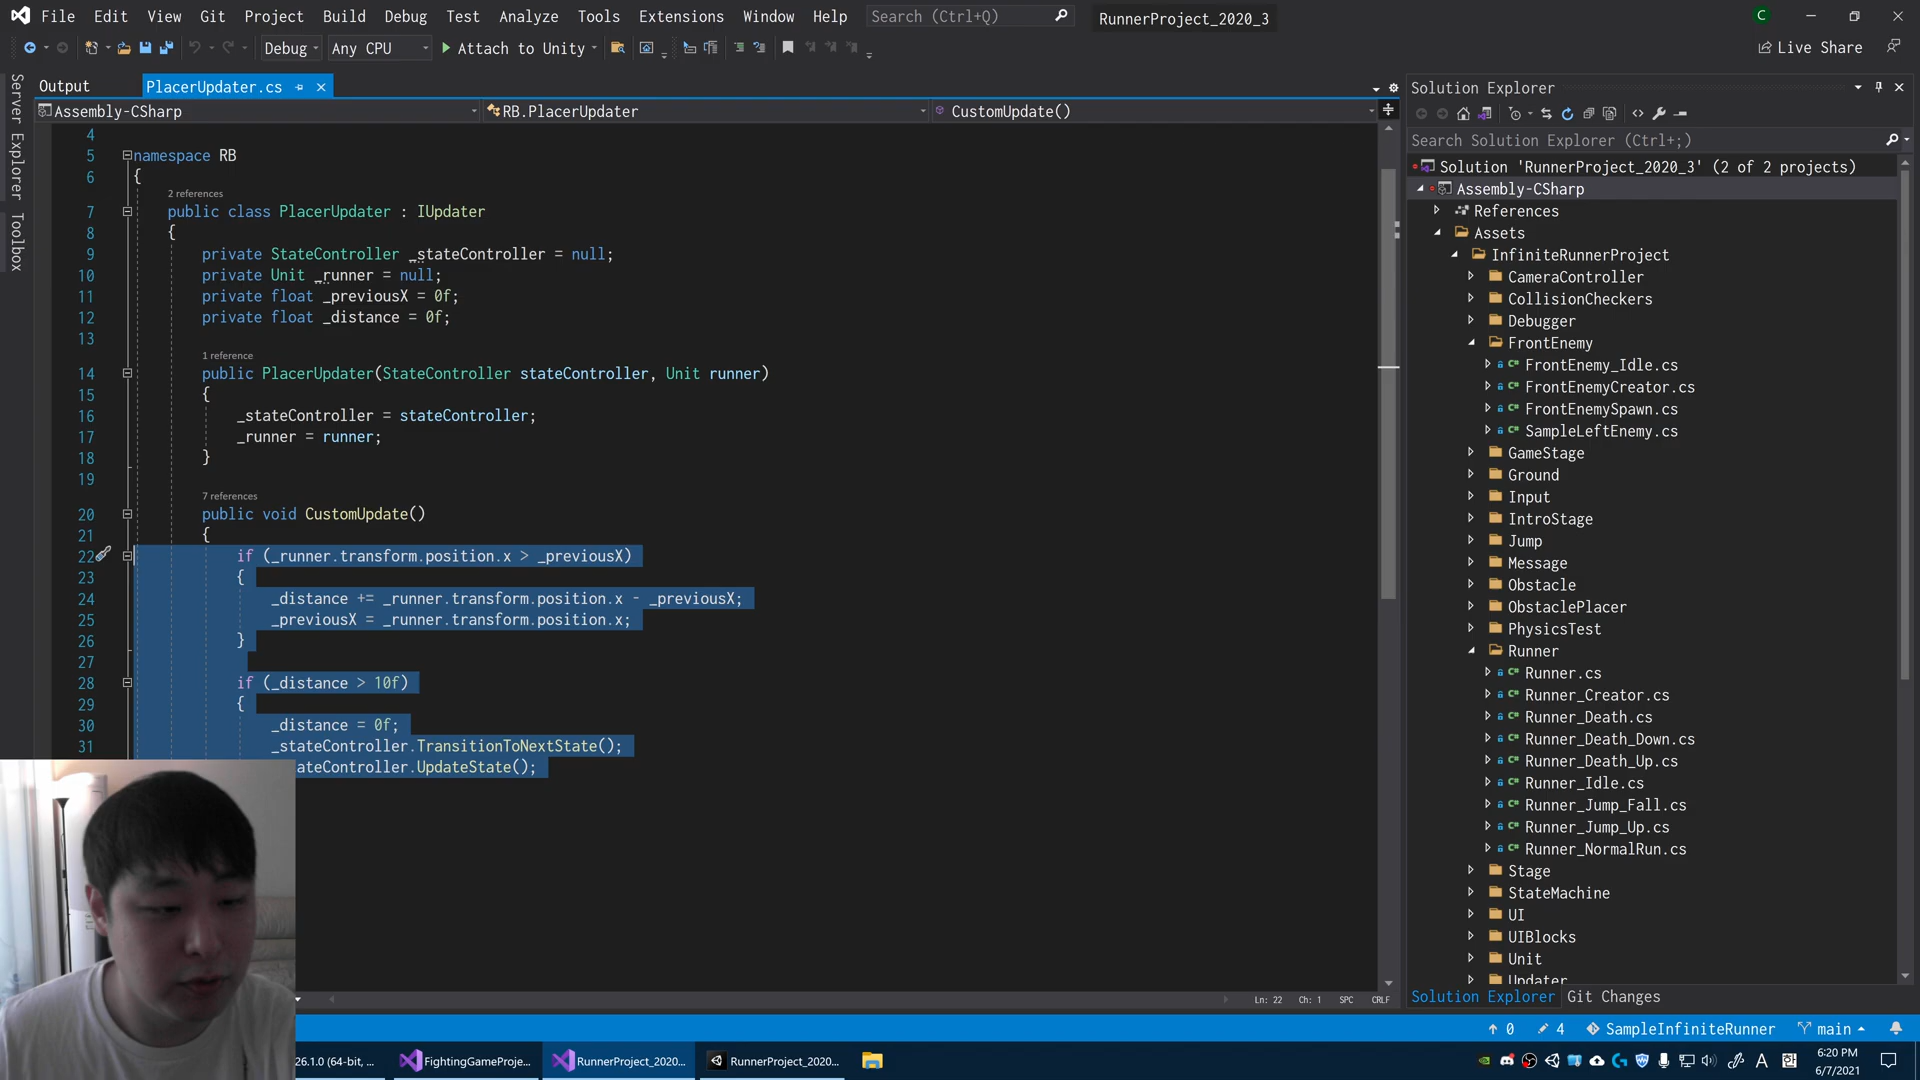 File Edit View Git Project Build Debug Test Analyze Tools Extensions Window Help Search (Ctrl+Q) RunnerProject_2020_3 C
Debug Any CPU Attach to Unity Live Share
Server Explorer
Toolbox
Output PlacerUpdater.cs
Assembly-CSharp RB.PlacerUpdater CustomUpdate()
4
5 namespace RB
6 {
2 references
7 public class PlacerUpdater : IUpdater
8 {
9 private StateController _stateController = null;
10 private Unit _runner = null;
11 private float _previousX = 0f;
12 private float _distance = 0f;
13
1 reference
14 public PlacerUpdater(StateController stateController, Unit runner)
15 {
16 _stateController = stateController;
17 _runner = runner;
18 }
19
7 references
20 public void CustomUpdate()
21 {
22 if (_runner.transform.position.x > _previousX)
23 {
24 _distance += _runner.transform.position.x - _previousX;
25 _previousX = _runner.transform.position.x;
26 }
27
28 if (_distance > 10f)
29 {
30 _distance = 0f;
31 _stateController.TransitionToNextState();
ateController.UpdateState();
Ln: 22 Ch: 1 SPC CRLF
Solution Explorer
Search Solution Explorer (Ctrl+;)
Solution 'RunnerProject_2020_3' (2 of 2 projects)
Assembly-CSharp
References
Assets
InfiniteRunnerProject
CameraController
CollisionCheckers
Debugger
FrontEnemy
FrontEnemy_Idle.cs
FrontEnemyCreator.cs
FrontEnemySpawn.cs
SampleLeftEnemy.cs
GameStage
Ground
Input
IntroStage
Jump
Message
Obstacle
ObstaclePlacer
PhysicsTest
Runner
Runner.cs
Runner_Creator.cs
Runner_Death.cs
Runner_Death_Down.cs
Runner_Death_Up.cs
Runner_Idle.cs
Runner_Jump_Fall.cs
Runner_Jump_Up.cs
Runner_NormalRun.cs
Stage
StateMachine
UI
UIBlocks
Unit
Updater
Solution Explorer Git Changes
0 4 SampleInfiniteRunner main
26.1.0 (64-bit, ... FightingGameProje... RunnerProject_2020... RunnerProject_2020... A 한 6:20 PM
6/7/2021